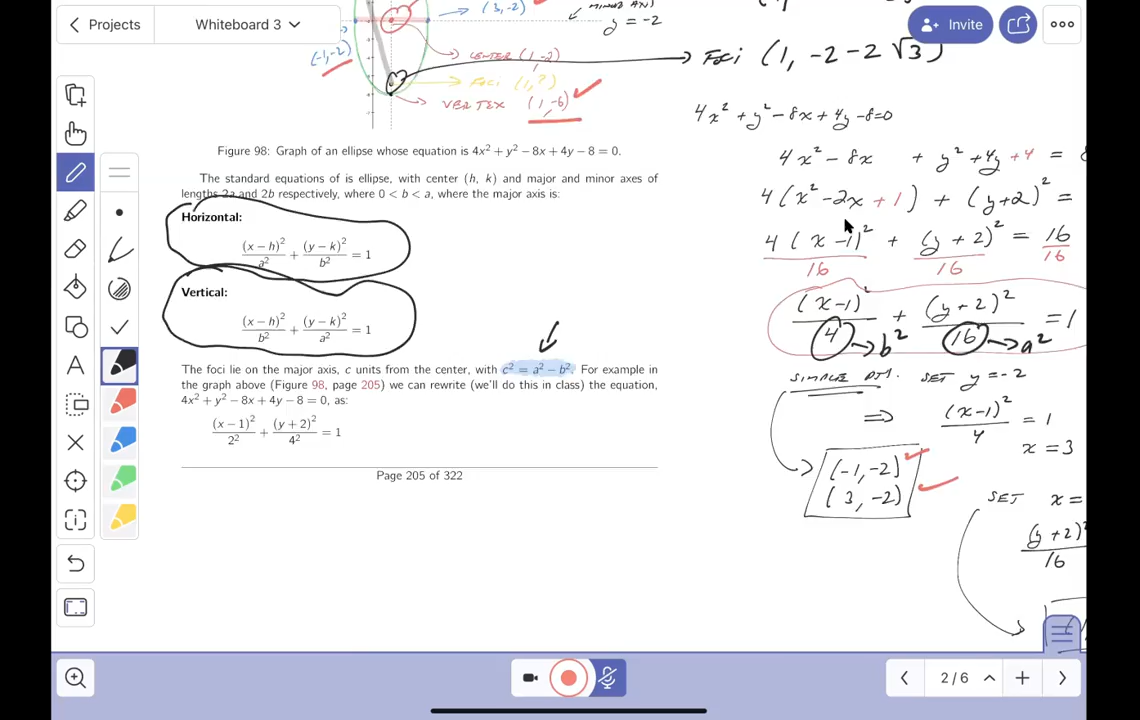 Projects
Whiteboard 3
Invite
(3, -2)
MINOR AXIS
y = -2
(-1,-2)
CENTER (1,-2)
FOCI (1,?)
VERTEX (1,-6)
FOCI (1, -2-2√3)
4x² + y² - 8x + 4y - 8 = 0
Figure 98: Graph of an ellipse whose equation is 4x² + y² − 8x + 4y − 8 = 0.
The standard equations of is ellipse, with center (h, k) and major and minor axes of
lengths 2a and 2b respectively, where 0 < b < a, where the major axis is:
Horizontal:
(x − h)²/a² + (y − k)²/b² = 1
Vertical:
(x − h)²/b² + (y − k)²/a² = 1
The foci lie on the major axis, c units from the center, with c² = a² − b². For example in
the graph above (Figure 98, page 205) we can rewrite (we'll do this in class) the equation,
4x² + y² − 8x + 4y − 8 = 0, as:
(x − 1)²/2² + (y + 2)²/4² = 1
Page 205 of 322
4x² - 8x + y² + 4y + 4 = 8
4(x² - 2x + 1) + (y+2)² =
4(x-1)²/16 + (y+2)²/16 = 16/16
(x-1)²/4 + (y+2)²/16 = 1
→ b² → a²
SIMPLE PTS. SET y = -2
⇒ (x-1)²/4 = 1
x = 3
(-1,-2)
(3,-2)
SET x =
(y+2)²
16
2/6